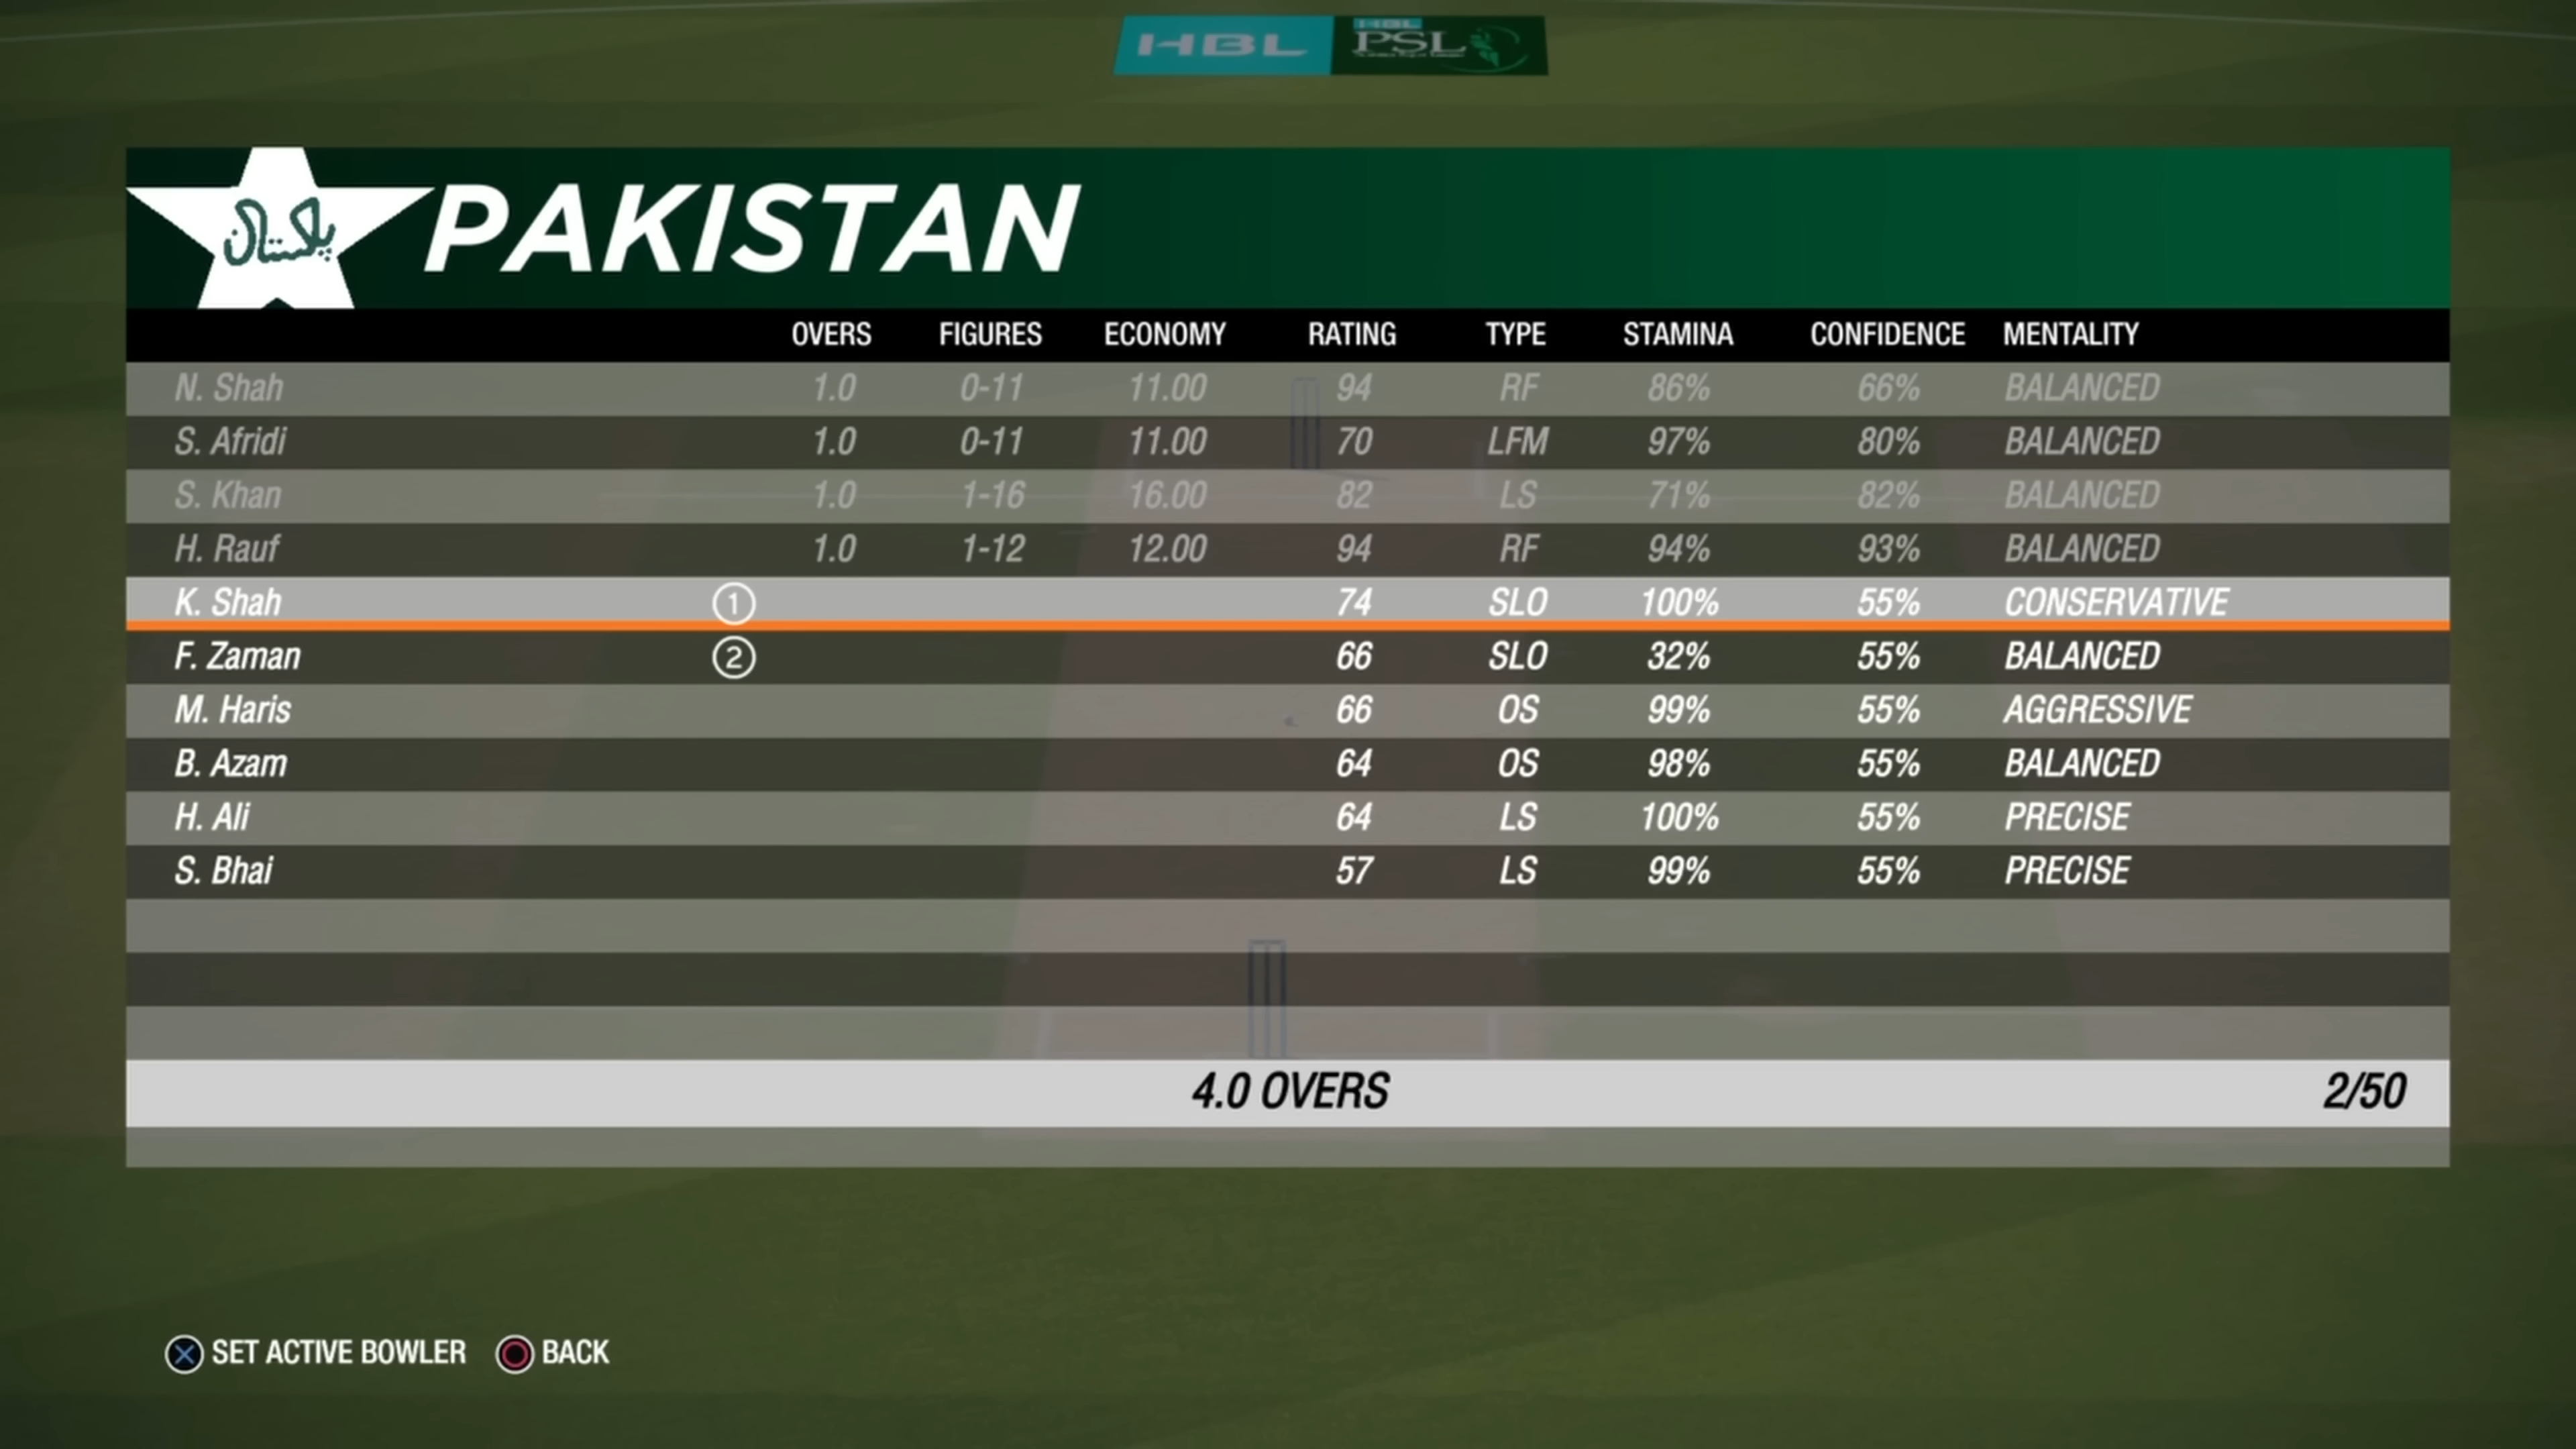 HBL HBL PSL
پاکستان PAKISTAN
OVERS FIGURES ECONOMY RATING TYPE STAMINA CONFIDENCE MENTALITY
N. Shah 1.0 0-11 11.00 94 RF 86% 66% BALANCED
S. Afridi 1.0 0-11 11.00 70 LFM 97% 80% BALANCED
S. Khan 1.0 1-16 16.00 82 LS 71% 82% BALANCED
H. Rauf 1.0 1-12 12.00 94 RF 94% 93% BALANCED
K. Shah 1 74 SLO 100% 55% CONSERVATIVE
F. Zaman 2 66 SLO 32% 55% BALANCED
M. Haris 66 OS 99% 55% AGGRESSIVE
B. Azam 64 OS 98% 55% BALANCED
H. Ali 64 LS 100% 55% PRECISE
S. Bhai 57 LS 99% 55% PRECISE
4.0 OVERS 2/50
SET ACTIVE BOWLER BACK